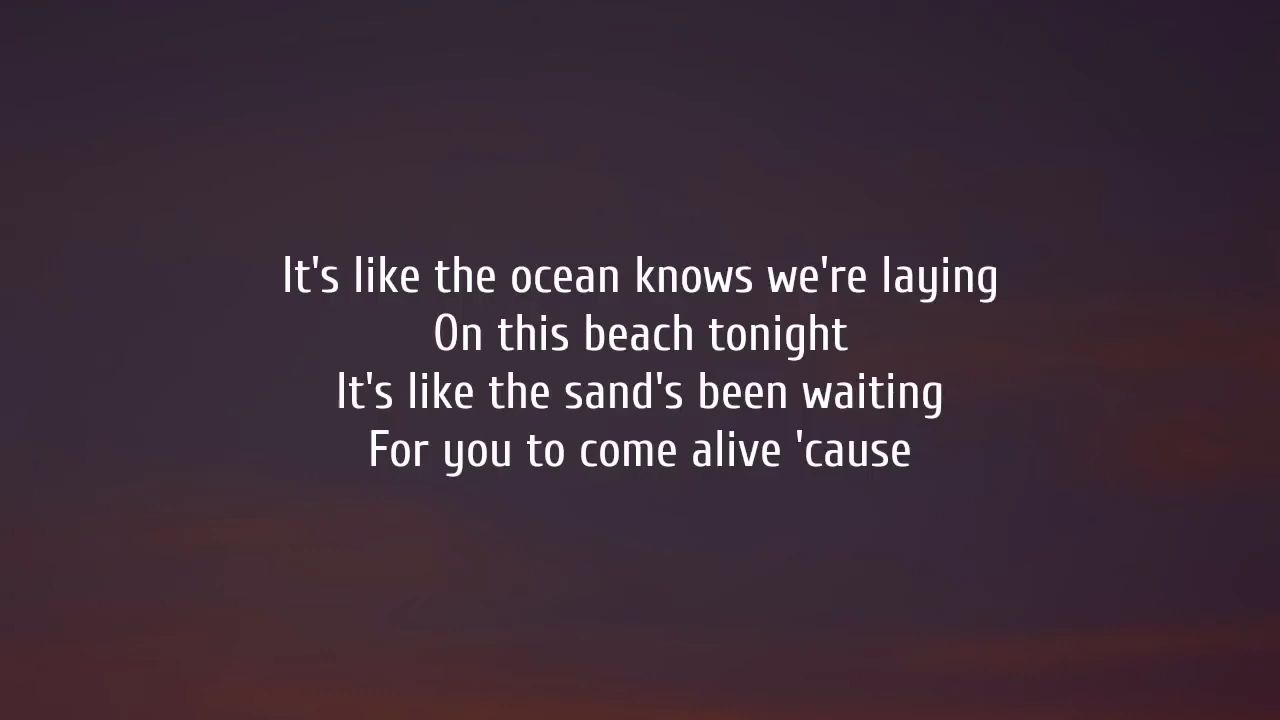 It's like the ocean knows we're laying
On this beach tonight
It's like the sand's been waiting
For you to come alive 'cause